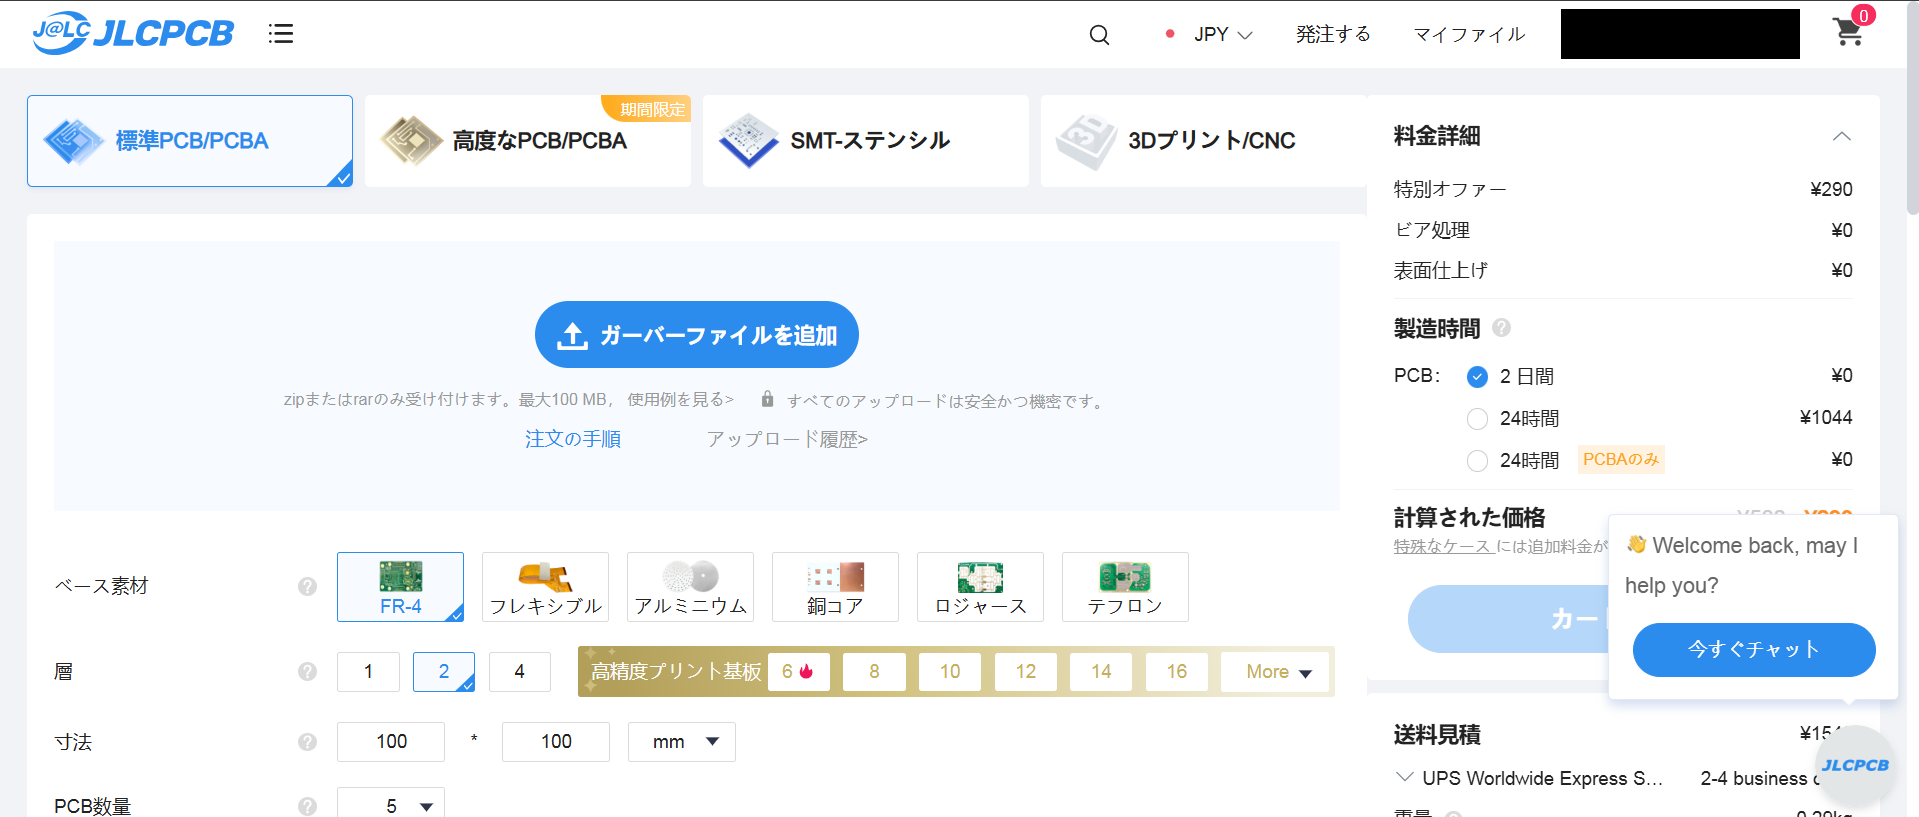 J@LC JLCPCB
JPY
発注する
マイファイル
0
標準PCB/PCBA
期間限定
高度なPCB/PCBA
SMT-ステンシル
3D
3Dプリント/CNC
ガーバーファイルを追加
zipまたはrarのみ受け付けます。最大100 MB， 使用例を見る>
すべてのアップロードは安全かつ機密です。
注文の手順
アップロード履歴>
ベース素材
?
FR-4
フレキシブル
アルミニウム
銅コア
ロジャース
テフロン
層
?
1
2
4
高精度プリント基板
6
8
10
12
14
16
More
寸法
?
100
*
100
mm
PCB数量
?
5
料金詳細
特別オファー ¥290
ビア処理 ¥0
表面仕上げ ¥0
製造時間 ?
PCB: 2 日間 ¥0
24時間 ¥1044
24時間 PCBAのみ ¥0
計算された価格
特殊なケース には追加料金が
カー
👋 Welcome back, may I
help you?
今すぐチャット
送料見積 ¥15
UPS Worldwide Express S... 2-4 business
JLCPCB
重量